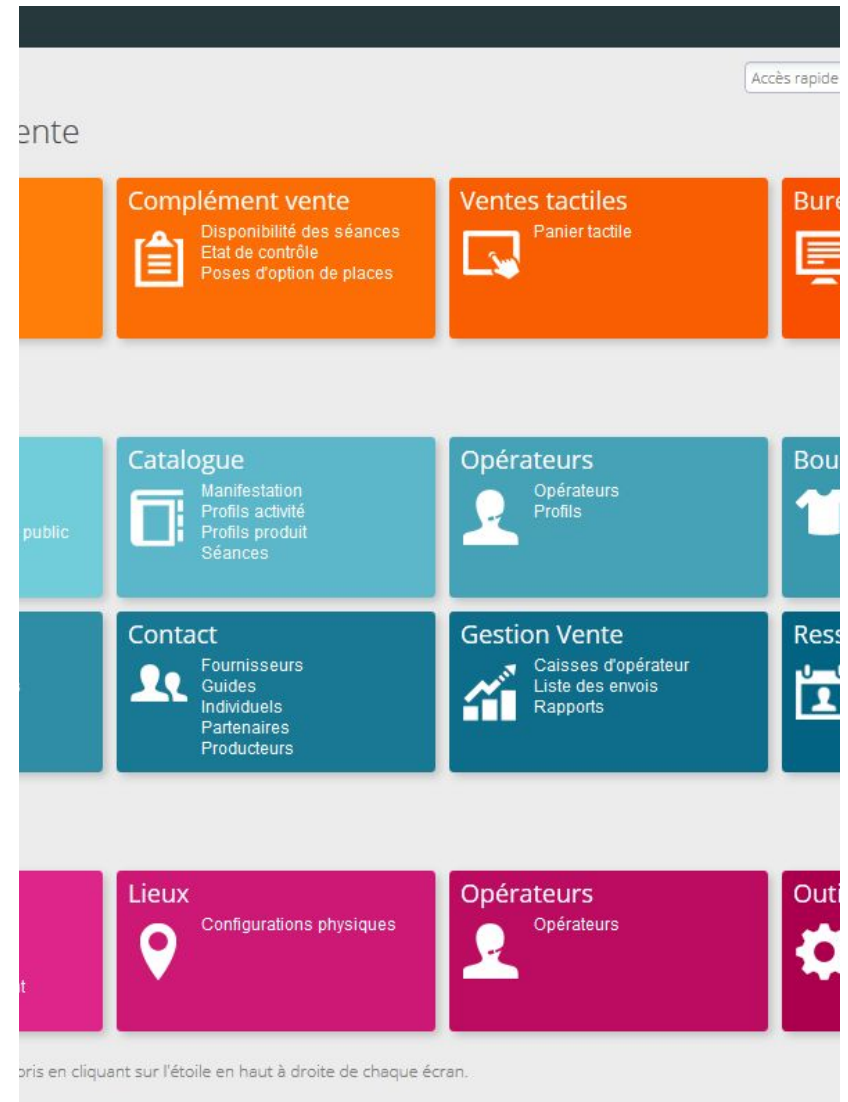 Accès rapide
ente
Complément vente
Disponibilité des séances
Etat de contrôle
Poses d'option de places
Ventes tactiles
Panier tactile
Bure
public
Catalogue
Manifestation
Profils activité
Profils produit
Séances
Opérateurs
Opérateurs
Profils
Bou
s
Contact
Fournisseurs
Guides
Individuels
Partenaires
Producteurs
Gestion Vente
Caisses d'opérateur
Liste des envois
Rapports
Ress
t
Lieux
Configurations physiques
Opérateurs
Opérateurs
Outi
oris en cliquant sur l'étoile en haut à droite de chaque écran.